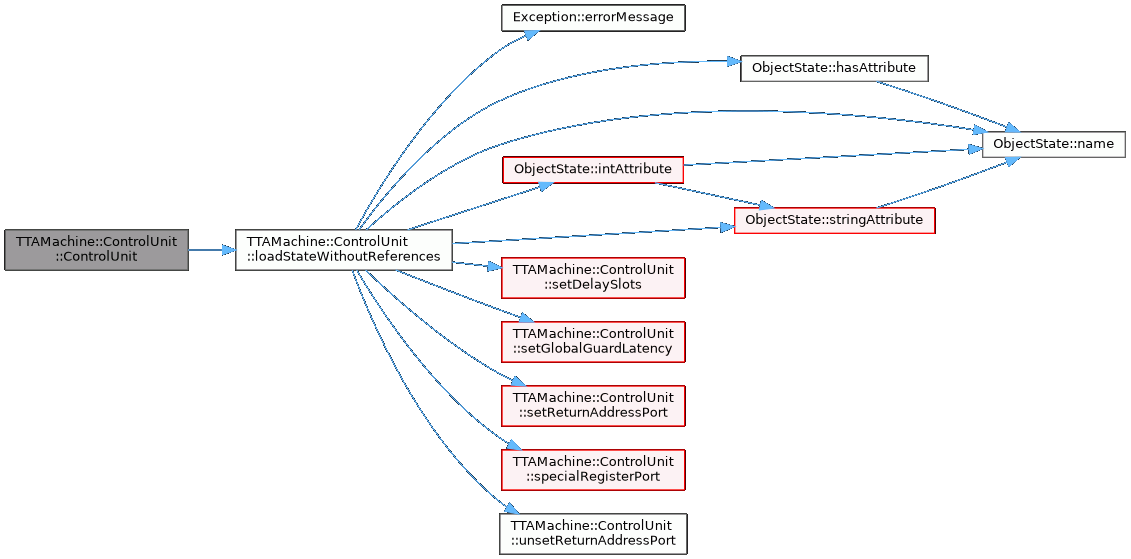 Exception::errorMessage
ObjectState::hasAttribute
ObjectState::name
ObjectState::intAttribute
ObjectState::stringAttribute
TTAMachine::ControlUnit
::ControlUnit
TTAMachine::ControlUnit
::loadStateWithoutReferences
TTAMachine::ControlUnit
::setDelaySlots
TTAMachine::ControlUnit
::setGlobalGuardLatency
TTAMachine::ControlUnit
::setReturnAddressPort
TTAMachine::ControlUnit
::specialRegisterPort
TTAMachine::ControlUnit
::unsetReturnAddressPort